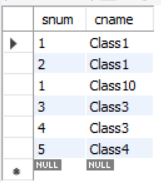 snum cname
1 Class1
2 Class1
1 Class10
3 Class3
4 Class3
5 Class4
NULL NULL